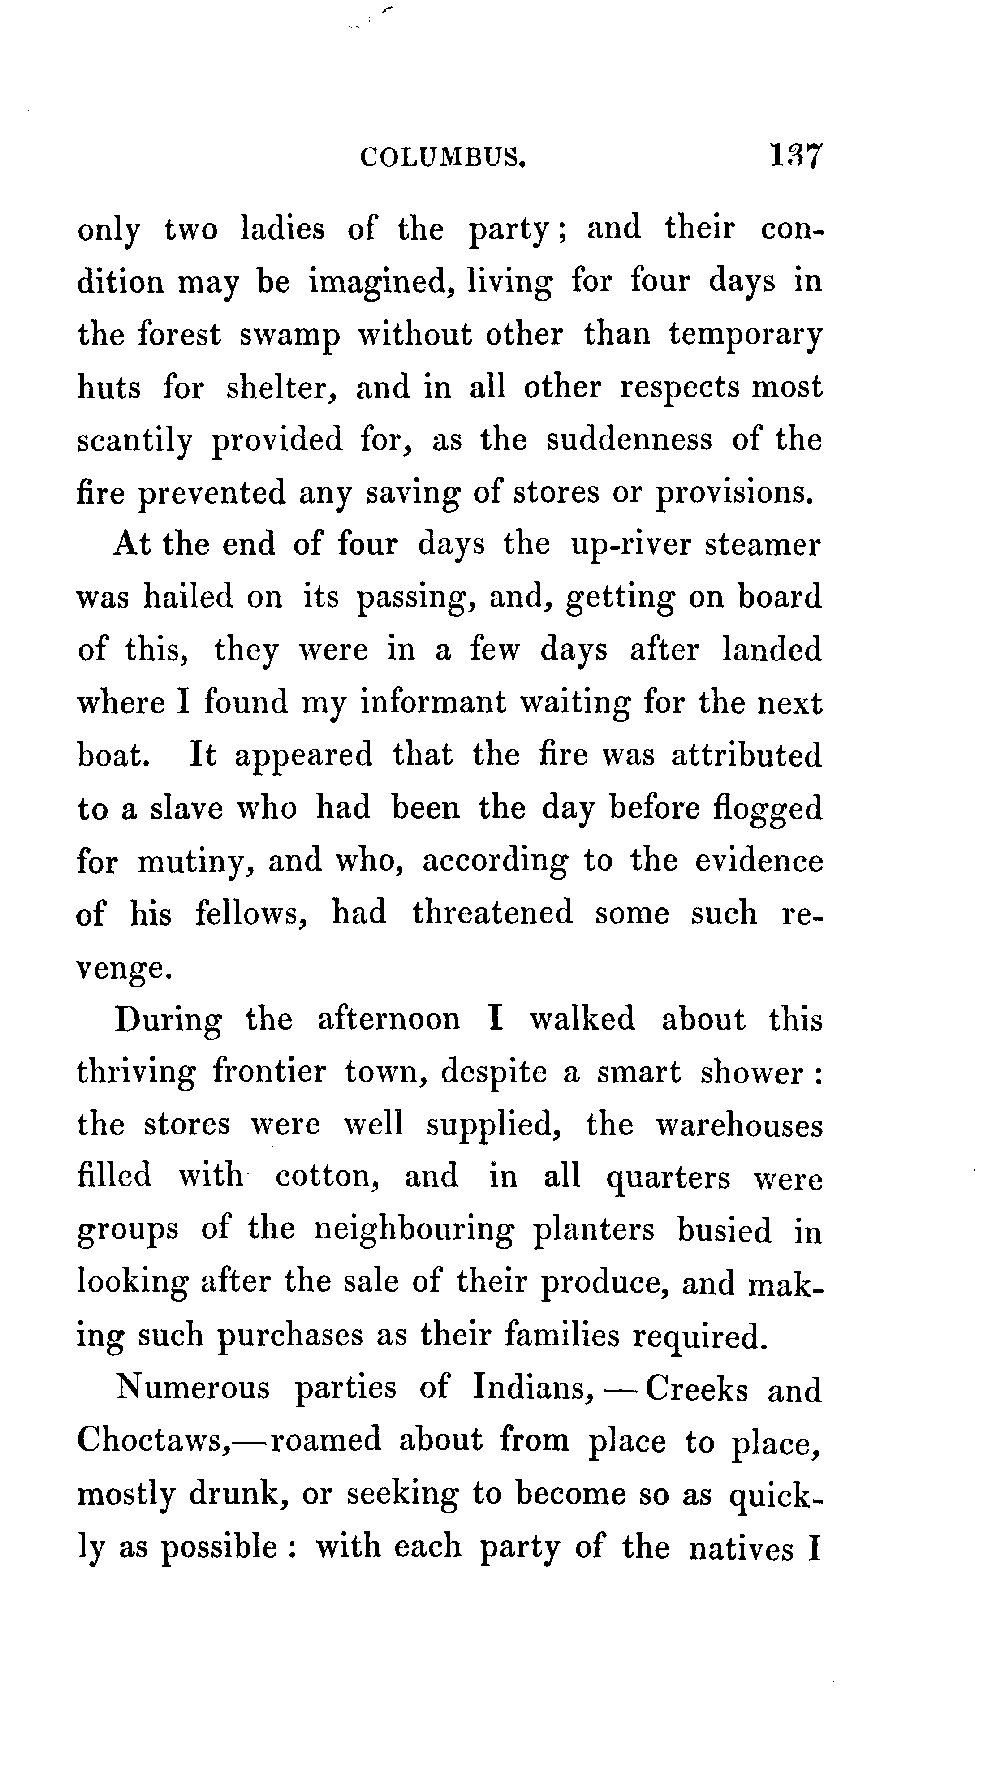 COLUMBUS. 137
only two ladies of the party; and their con-
dition may be imagined, living for four days in
the forest swamp without other than temporary
huts for shelter, and in all other respects most
scantily provided for, as the suddenness of the
fire prevented any saving of stores or provisions.
At the end of four days the up-river steamer
was hailed on its passing, and, getting on board
of this, they were in a few days after landed
where I found my informant waiting for the next
boat. It appeared that the fire was attributed
to a slave who had been the day before flogged
for mutiny, and who, according to the evidence
of his fellows, had threatened some such re-
venge.
During the afternoon I walked about this
thriving frontier town, despite a smart shower :
the stores were well supplied, the warehouses
filled with cotton, and in all quarters were
groups of the neighbouring planters busied in
looking after the sale of their produce, and mak-
ing such purchases as their families required.
Numerous parties of Indians, — Creeks and
Choctaws,—roamed about from place to place,
mostly drunk, or seeking to become so as quick-
ly as possible : with each party of the natives I